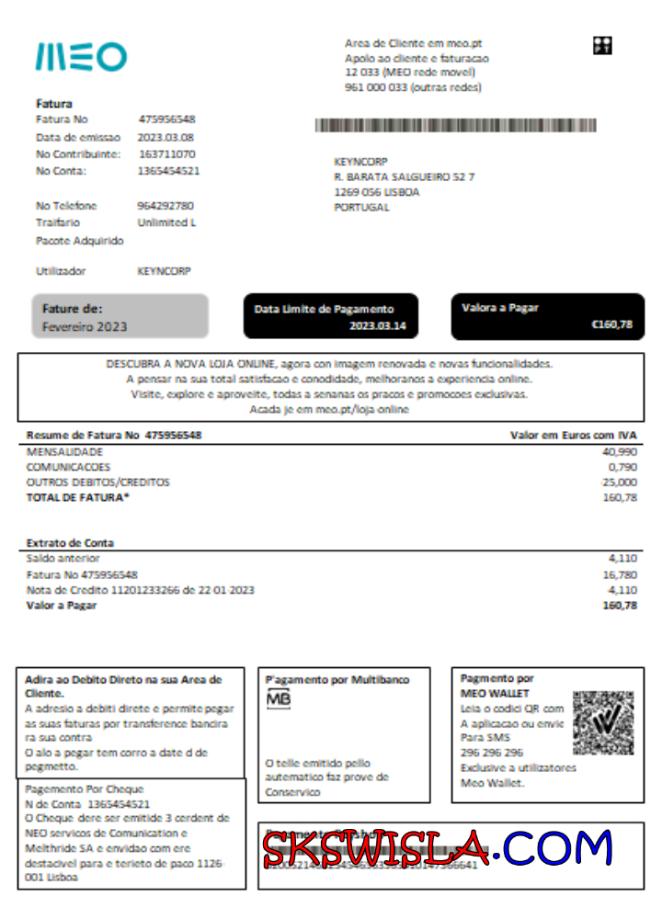 MEO
Area de Cliente em meo.pt
Apolo ao cliente e faturacao
12 033 (MEO rede movel)
961 000 033 (outras redes)
Fatura
Fatura No 475956548
Data de emissao 2023.03.08
No Contribuinte: 163711070
No Conta: 1365454521
KEYNCORP
R. BARATA SALGUEIRO 52 7
1269 056 LISBOA
PORTUGAL
No Telefone 964292780
Traifario Unlimited L
Pacote Adquirido
Utilizador KEYNCORP
Fature de:
Fevereiro 2023
Data Limite de Pagamento
2023.03.14
Valora a Pagar
€160,78
DESCUBRA A NOVA LOJA ONLINE, agora con imagem renovada e novas funcionalidades.
A pensar na sua total satisfacao e conodidade, melhoranos a experiencia online.
Visite, explore e aproveite, todas a senanas os pracos e promocoes exclusivas.
Acada je em meo.pt/loja online
Resume de Fatura No 475956548 Valor em Euros com IVA
MENSALIDADE 40,990
COMUNICACOES 0,790
OUTROS DEBITOS/CREDITOS 25,000
TOTAL DE FATURA* 160,78
Extrato de Conta
Saldo anterior 4,110
Fatura No 475956548 16,780
Nota de Credito 11201233266 de 22 01 2023 4,110
Valor a Pagar 160,78
Adira ao Debito Direto na sua Area de
Cliente.
A adresio a debiti direte e permite pegar
as suas faturas por transference bancira
ra sua contra
O alo a pegar tem corro a date d de
pegmetto.
P'agamento por Multibanco
MB
O telle emitido pello
automatico faz prove de
Conservico
Pagmento por
MEO WALLET
Leia o codici QR com
A aplicacao ou envie
Para SMS
296 296 296
Exclusive a utilizatores
Meo Wallet.
Pagemento Por Cheque
N de Conta 1365454521
O Cheque dere ser emitide 3 cerdent de
NEO servicos de Comunication e
Melthride SA e envidao com ere
destacivel para e terieto de paco 1126-
001 Lisboa
SKSWISLA.COM